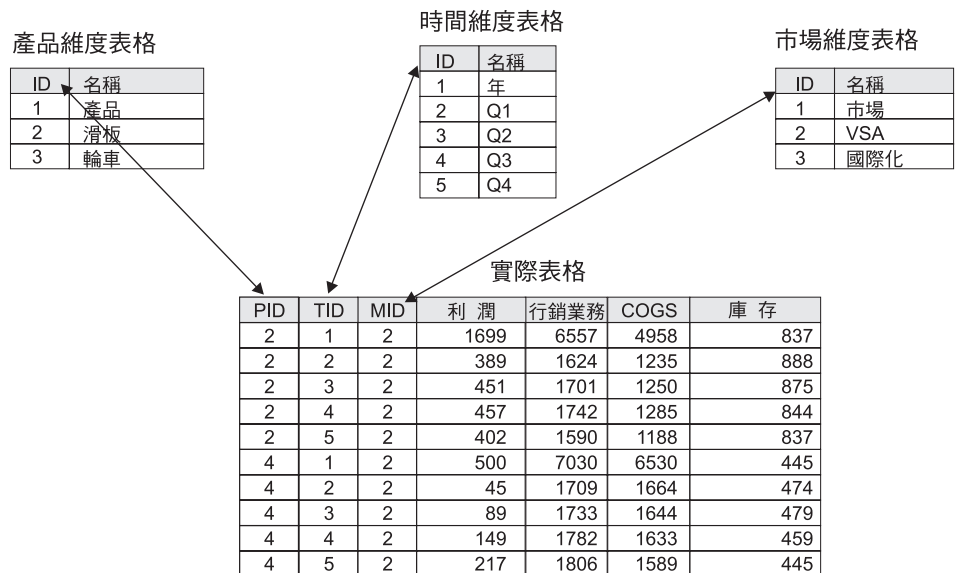 時間維度表格
產品維度表格
市場維度表格
ID 名稱
1 年
2 Q1
3 Q2
4 Q3
5 Q4
ID 名稱
1 產品
2 滑板
3 輪車
ID 名稱
1 市場
2 VSA
3 國際化
實際表格
PID TID MID 利 潤 行銷業務 COGS 庫 存
2 1 2 1699 6557 4958 837
2 2 2 389 1624 1235 888
2 3 2 451 1701 1250 875
2 4 2 457 1742 1285 844
2 5 2 402 1590 1188 837
4 1 2 500 7030 6530 445
4 2 2 45 1709 1664 474
4 3 2 89 1733 1644 479
4 4 2 149 1782 1633 459
4 5 2 217 1806 1589 445